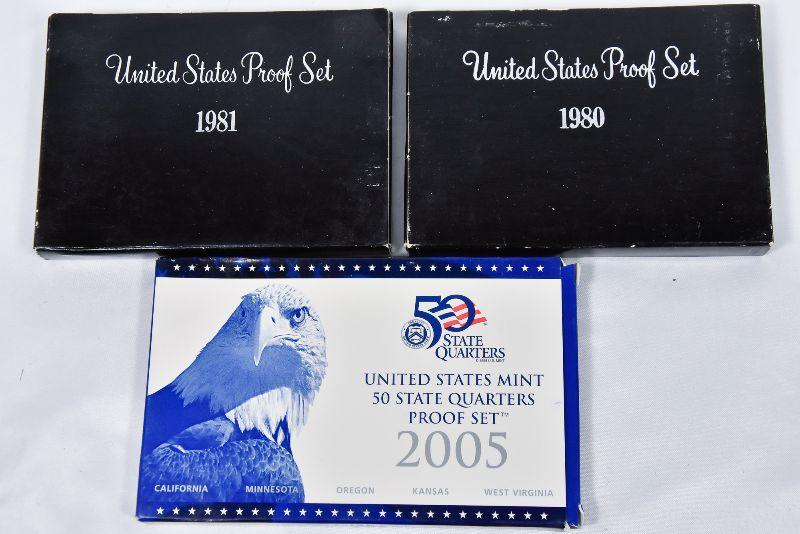 United States Proof Set
1981
United States Proof Set
1980
50
STATE
QUARTERS
UNITED STATES MINT
50 STATE QUARTERS
PROOF SET™
2005
CALIFORNIA MINNESOTA OREGON KANSAS WEST VIRGINIA